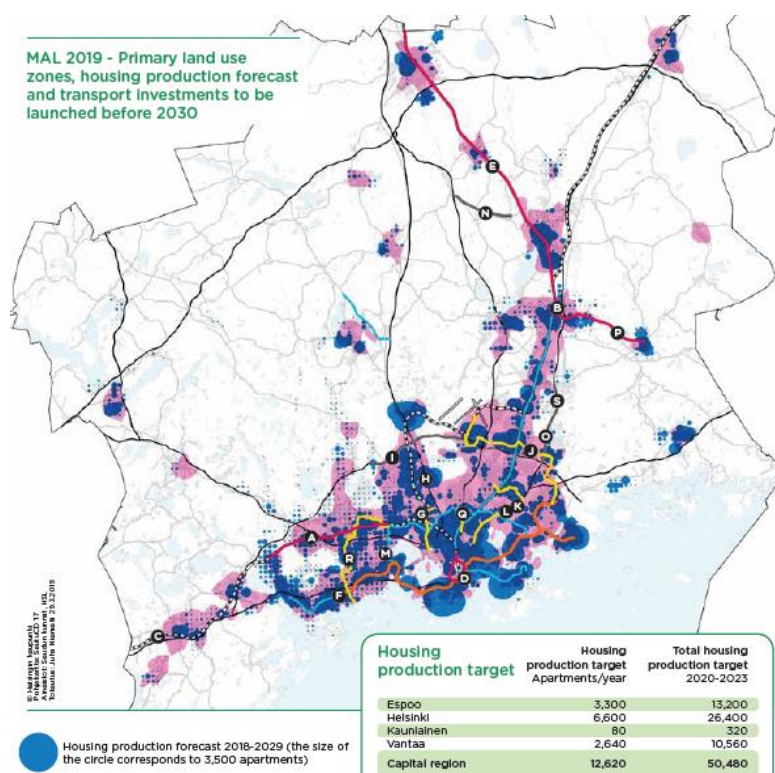 MAL 2019 - Primary land use
zones, housing production forecast
and transport investments to be
launched before 2030
E
N
B
P
S
O
I
J
H
G
Q
L
K
A
R
M
D
F
C
© Helsingin kaupunki
Housing
production target
Housing
production target
Apartments/year
Total housing
production target
2020-2023
Espoo 3,300 13,200
Helsinki 6,600 26,400
Kauniainen 80 320
Vantaa 2,640 10,560
Capital region 12,620 50,480
Housing production forecast 2018-2029 (the size of
the circle corresponds to 3,500 apartments)